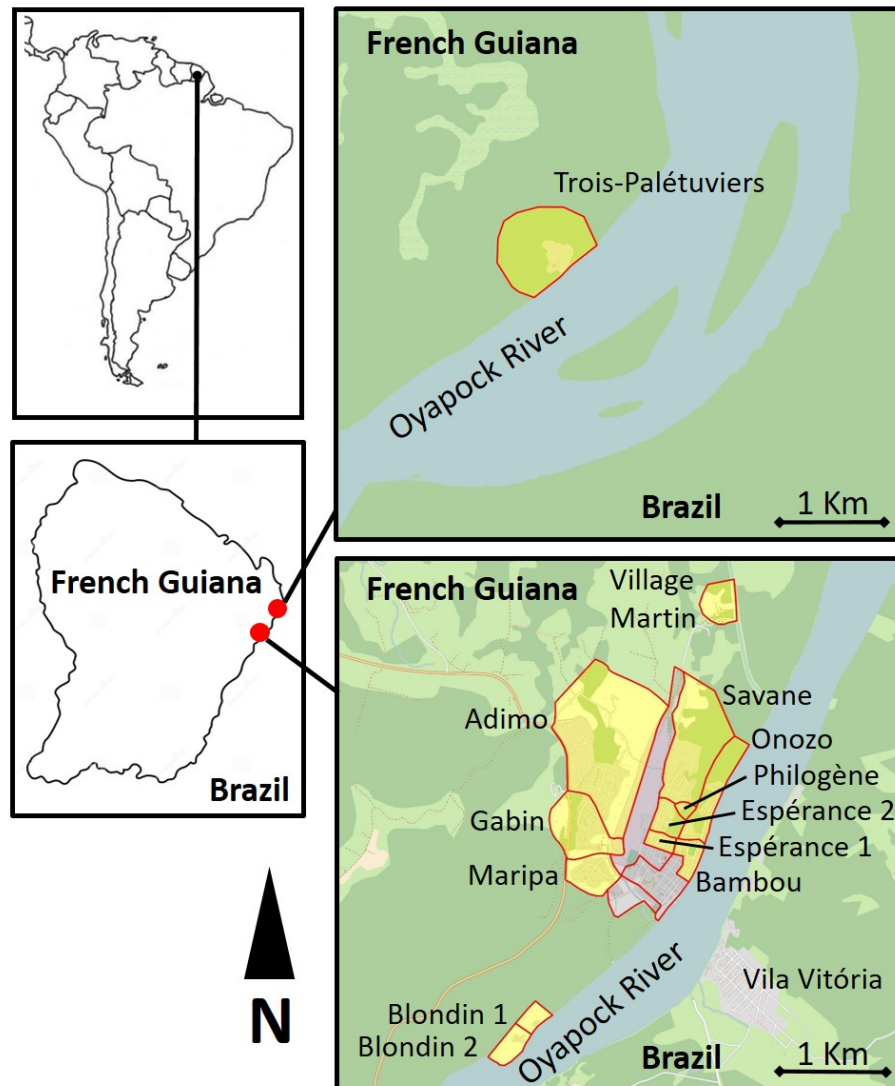 French Guiana
Trois-Palétuviers
Oyapock River
Brazil
1 Km
French Guiana
Brazil
N
French Guiana
Village
Martin
Adimo
Savane
Onozo
Philogène
Gabin
Espérance 2
Espérance 1
Maripa
Bambou
Vila Vitória
Oyapock River
Blondin 1
Blondin 2
Brazil
1 Km